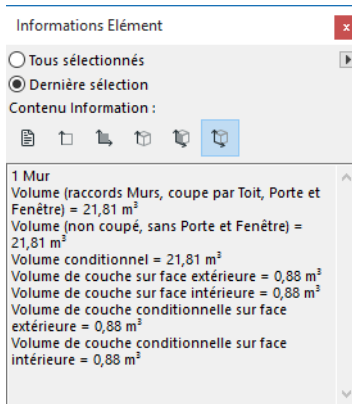 Informations Elément
x
Tous sélectionnés
Dernière sélection
Contenu Information :
1 Mur
Volume (raccords Murs, coupe par Toit, Porte et
Fenêtre) = 21,81 m³
Volume (non coupé, sans Porte et Fenêtre) =
21,81 m³
Volume conditionnel = 21,81 m³
Volume de couche sur face extérieure = 0,88 m³
Volume de couche sur face intérieure = 0,88 m³
Volume de couche conditionnelle sur face
extérieure = 0,88 m³
Volume de couche conditionnelle sur face
intérieure = 0,88 m³